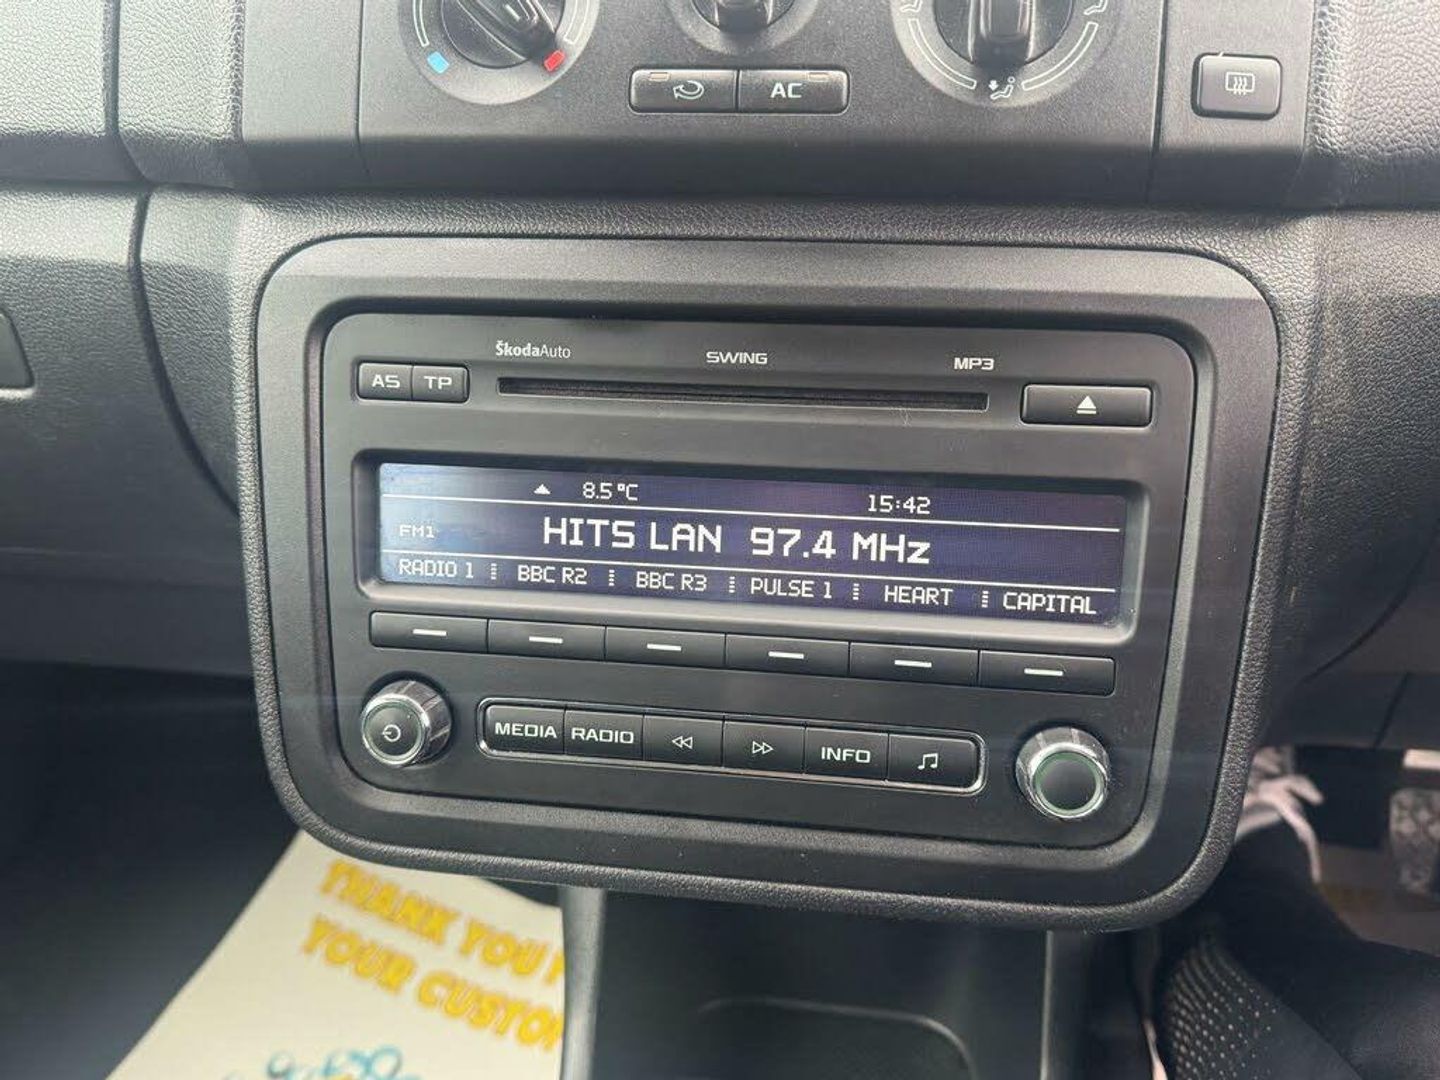 AC
ŠkodaAuto SWING MP3
AS TP
8.5°C 15:42
FM1 HITS LAN 97.4 MHz
RADIO 1 BBC R2 BBC R3 PULSE 1 HEART CAPITAL
MEDIA RADIO INFO
THANK YOU
YOUR CUSTOM